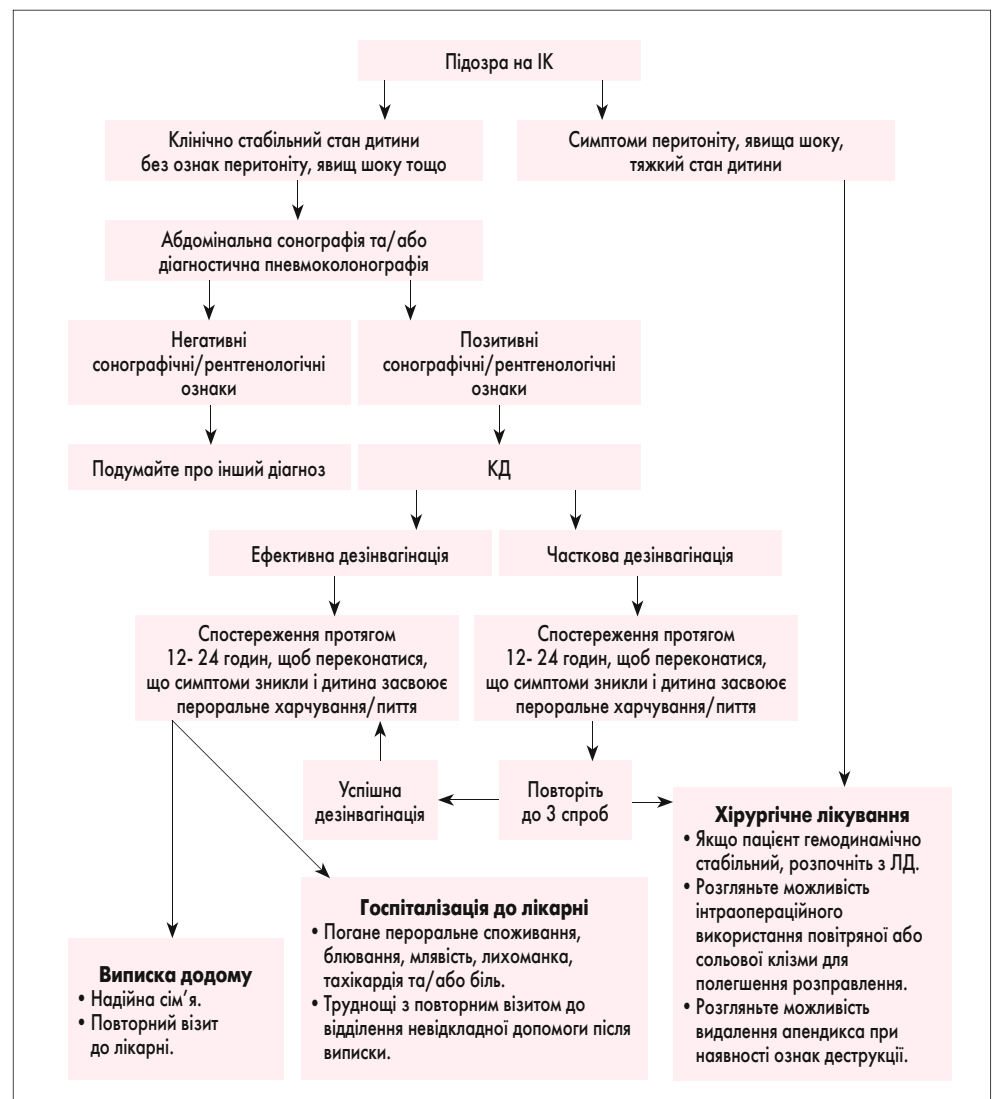 Підозра на ІК
Клінічно стабільний стан дитини
без ознак перитоніту, явищ шоку тощо
Симптоми перитоніту, явища шоку,
тяжкий стан дитини
Абдомінальна сонографія та/або
діагностична пневмоколонографія
Негативні
сонографічні/рентгенологічні
ознаки
Позитивні
сонографічні/рентгенологічні
ознаки
Подумайте про інший діагноз
КД
Ефективна дезінвагінація
Часткова дезінвагінація
Спостереження протягом
12- 24 годин, щоб переконатися,
що симптоми зникли і дитина засвоює
пероральне харчування/пиття
Спостереження протягом
12- 24 годин, щоб переконатися,
що симптоми зникли і дитина засвоює
пероральне харчування/пиття
Успішна
дезінвагінація
Повторіть
до 3 спроб
Хірургічне лікування
• Якщо пацієнт гемодинамічно
стабільний, розпочніть з ЛД.
• Розгляньте можливість
інтраопераційного
використання повітряної або
сольової клізми для
полегшення розправлення.
• Розгляньте можливість
видалення апендикса при
наявності ознак деструкції.
Госпіталізація до лікарні
• Погане пероральне споживання,
блювання, млявість, лихоманка,
тахікардія та/або біль.
• Труднощі з повторним візитом до
відділення невідкладної допомоги після
виписки.
Виписка додому
• Надійна сім’я.
• Повторний візит
до лікарні.